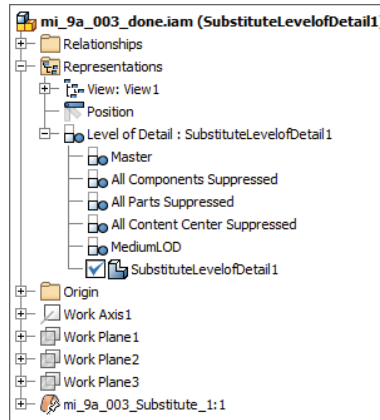 mi_9a_003_done.iam (SubstituteLevelofDetail1)
Relationships
Representations
View: View1
Position
Level of Detail : SubstituteLevelofDetail1
Master
All Components Suppressed
All Parts Suppressed
All Content Center Suppressed
MediumLOD
SubstituteLevelofDetail1
Origin
Work Axis1
Work Plane1
Work Plane2
Work Plane3
mi_9a_003_Substitute_1:1